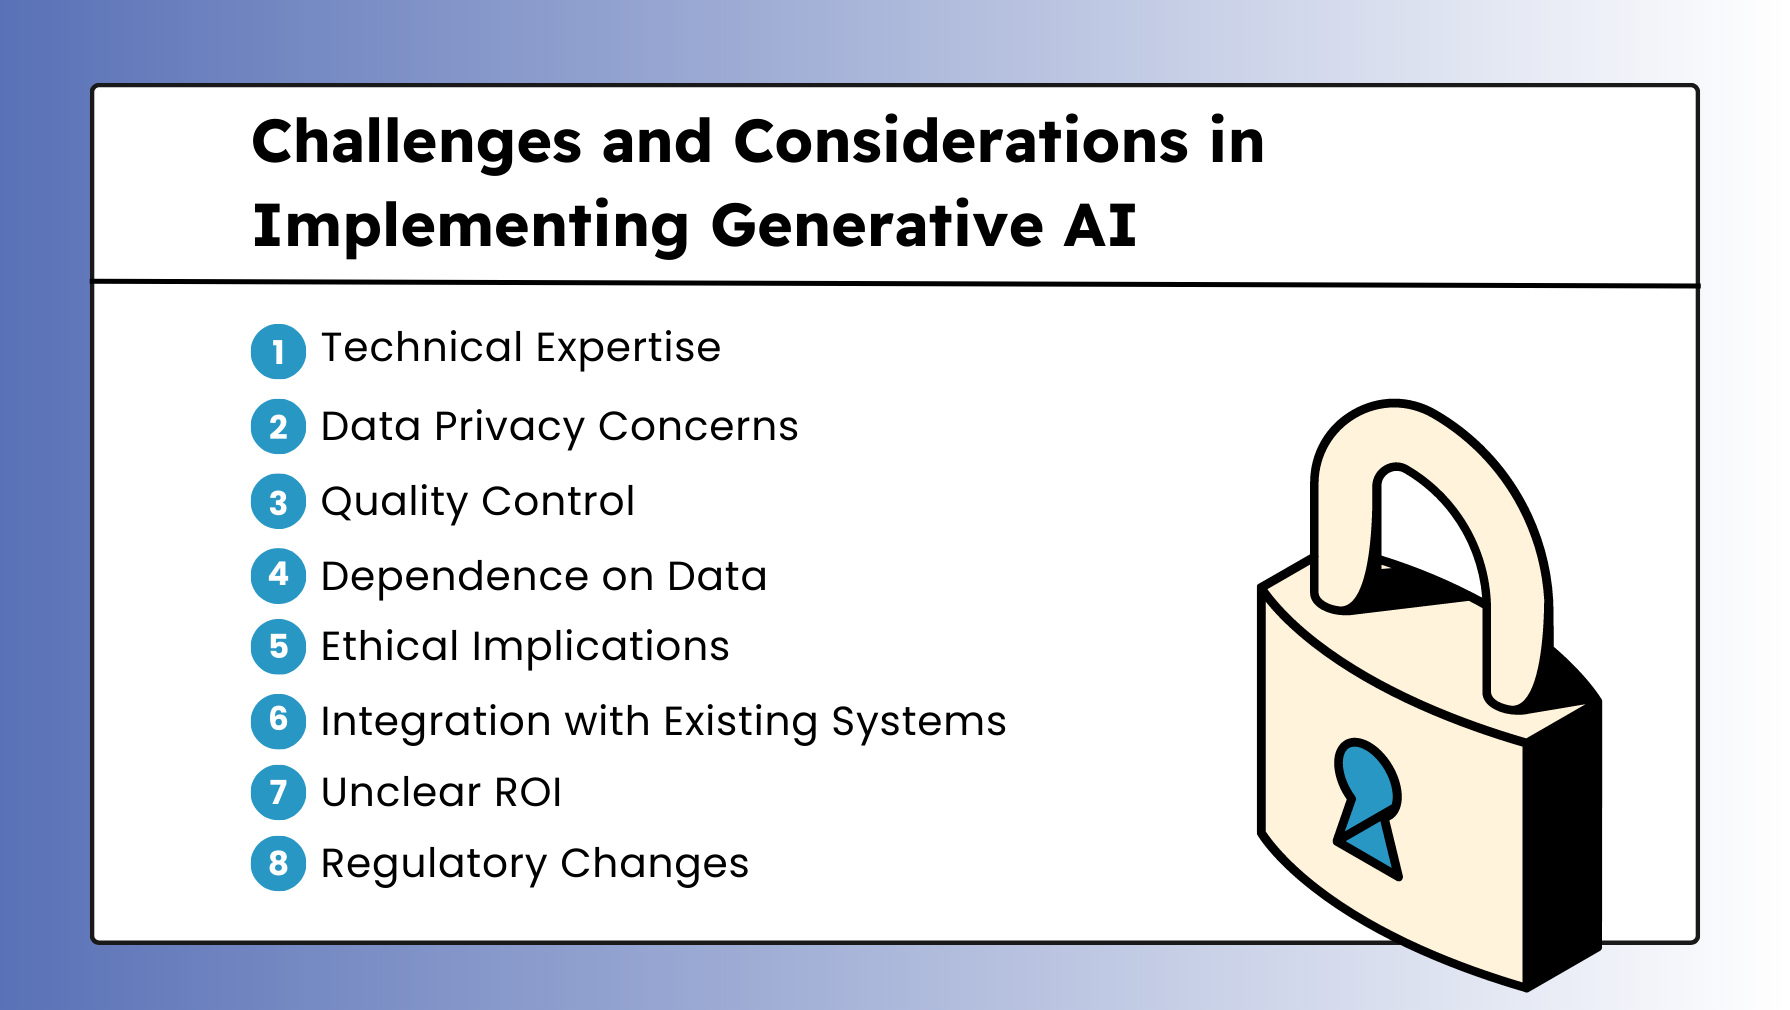 Challenges and Considerations in
Implementing Generative AI
1 Technical Expertise
2 Data Privacy Concerns
3 Quality Control
4 Dependence on Data
5 Ethical Implications
6 Integration with Existing Systems
7 Unclear ROI
8 Regulatory Changes